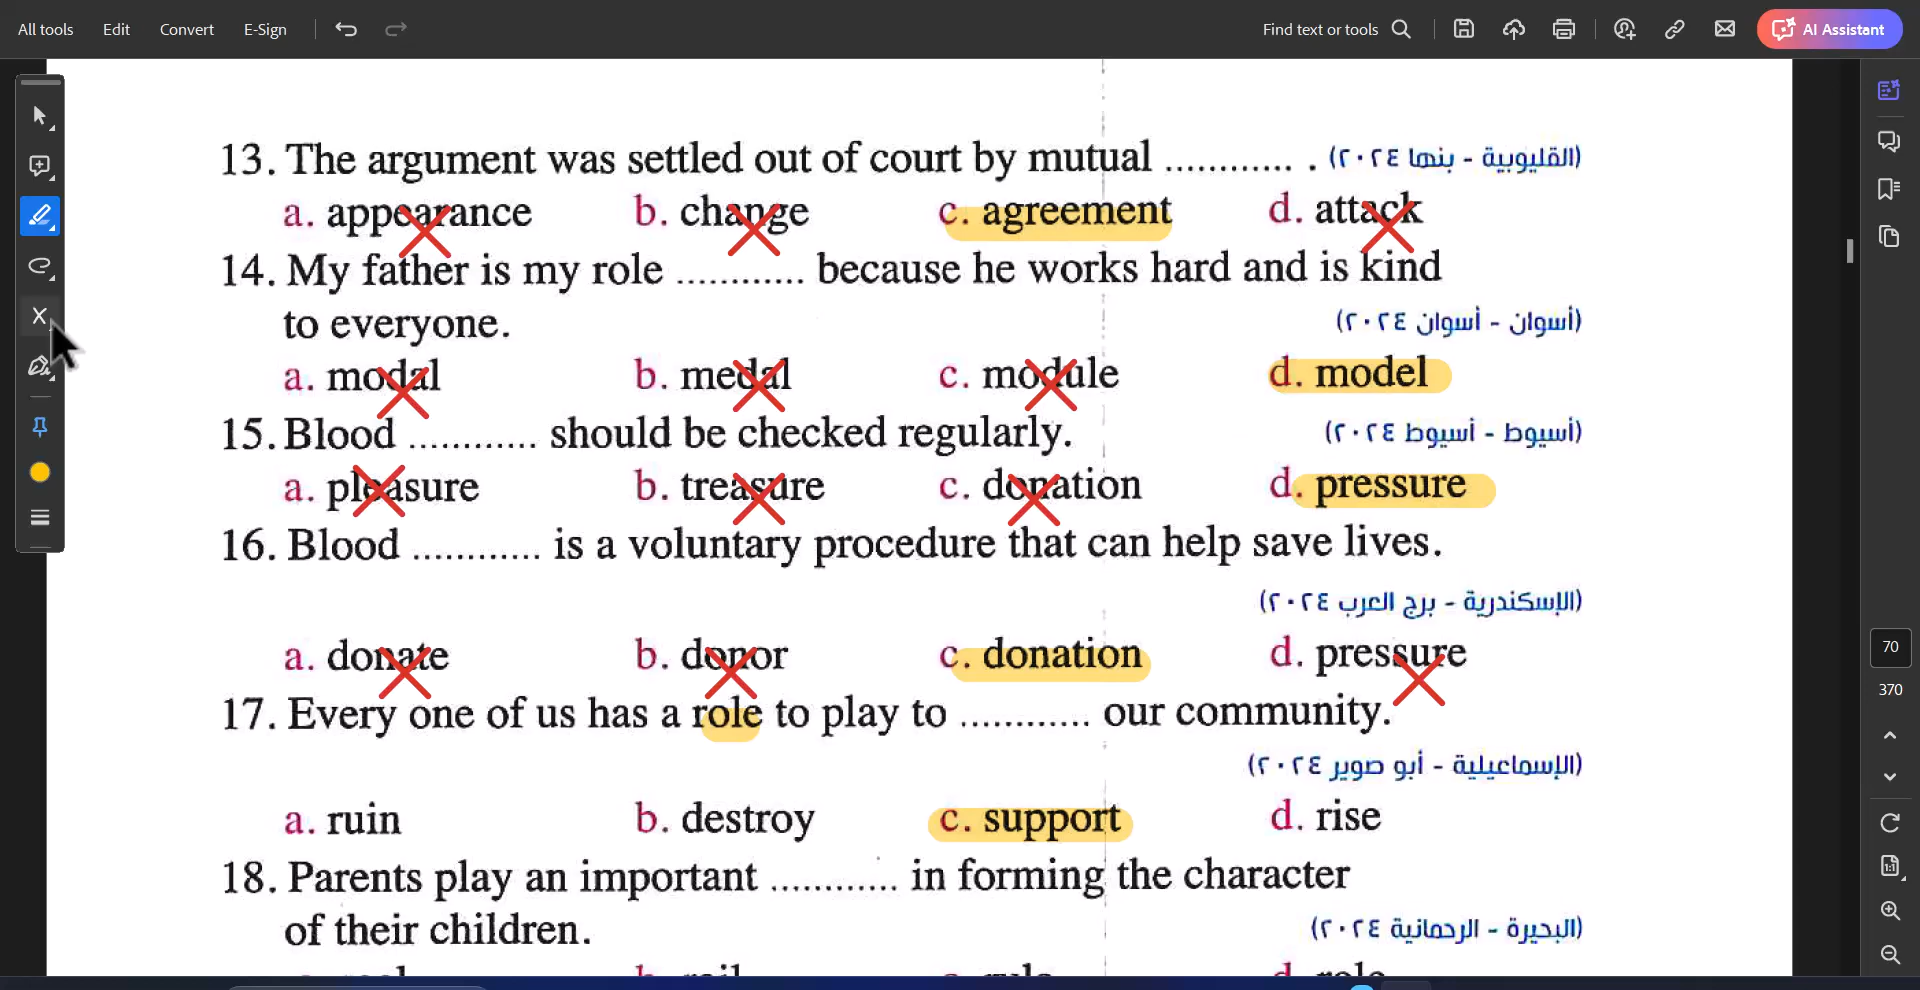 All tools Edit Convert E-Sign Find text or tools AI Assistant
13. The argument was settled out of court by mutual ............ . (القليوبية - بنها ٢٠٢٤)
a. appearance b. change c. agreement d. attack
14. My father is my role ............ because he works hard and is kind
to everyone. (أسوان - أسوان ٢٠٢٤)
a. modal b. medal c. module d. model
15. Blood ............ should be checked regularly. (أسيوط - أسيوط ٢٠٢٤)
a. pleasure b. treasure c. donation d. pressure
16. Blood ............ is a voluntary procedure that can help save lives.
(الإسكندرية - برج العرب ٢٠٢٤)
a. donate b. donor c. donation d. pressure
17. Every one of us has a role to play to ............ our community.
(الإسماعيلية - أبو صوير ٢٠٢٤)
a. ruin b. destroy c. support d. rise
18. Parents play an important ............ in forming the character
of their children. (البحيرة - الرحمانية ٢٠٢٤)
70
370